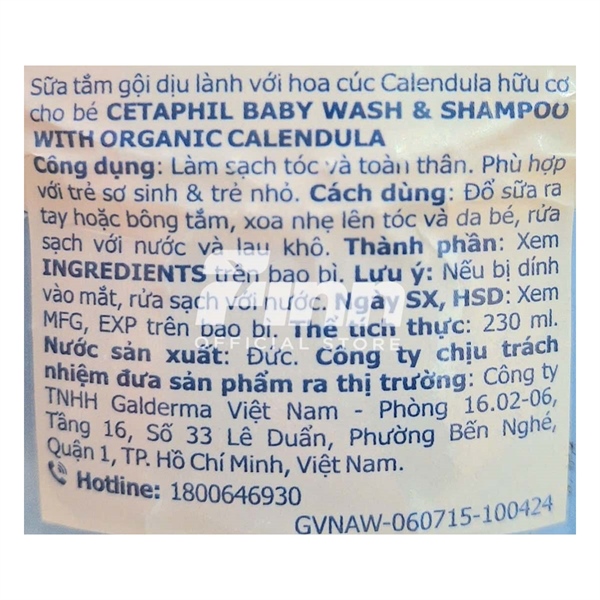 Sữa tắm gội dịu lành với hoa cúc Calendula hữu cơ
cho bé CETAPHIL BABY WASH & SHAMPOO
WITH ORGANIC CALENDULA
Công dụng: Làm sạch tóc và toàn thân. Phù hợp
với trẻ sơ sinh & trẻ nhỏ. Cách dùng: Đổ sữa ra
tay hoặc bông tắm, xoa nhẹ lên tóc và da bé, rửa
sạch với nước và lau khô. Thành phần: Xem
INGREDIENTS trên bao bì. Lưu ý: Nếu bị dính
vào mắt, rửa sạch với nước. Ngày SX, HSD: Xem
MFG, EXP trên bao bì. Thể tích thực: 230 ml.
OFFICIAL STORE
Nước sản xuất: Đức. Công ty chịu trách
nhiệm đưa sản phẩm ra thị trường: Công ty
TNHH Galderma Việt Nam - Phòng 16.02-06,
Tầng 16, Số 33 Lê Duẩn, Phường Bến Nghé,
Quận 1, TP. Hồ Chí Minh, Việt Nam.
Hotline: 1800646930
GVNAW-060715-100424